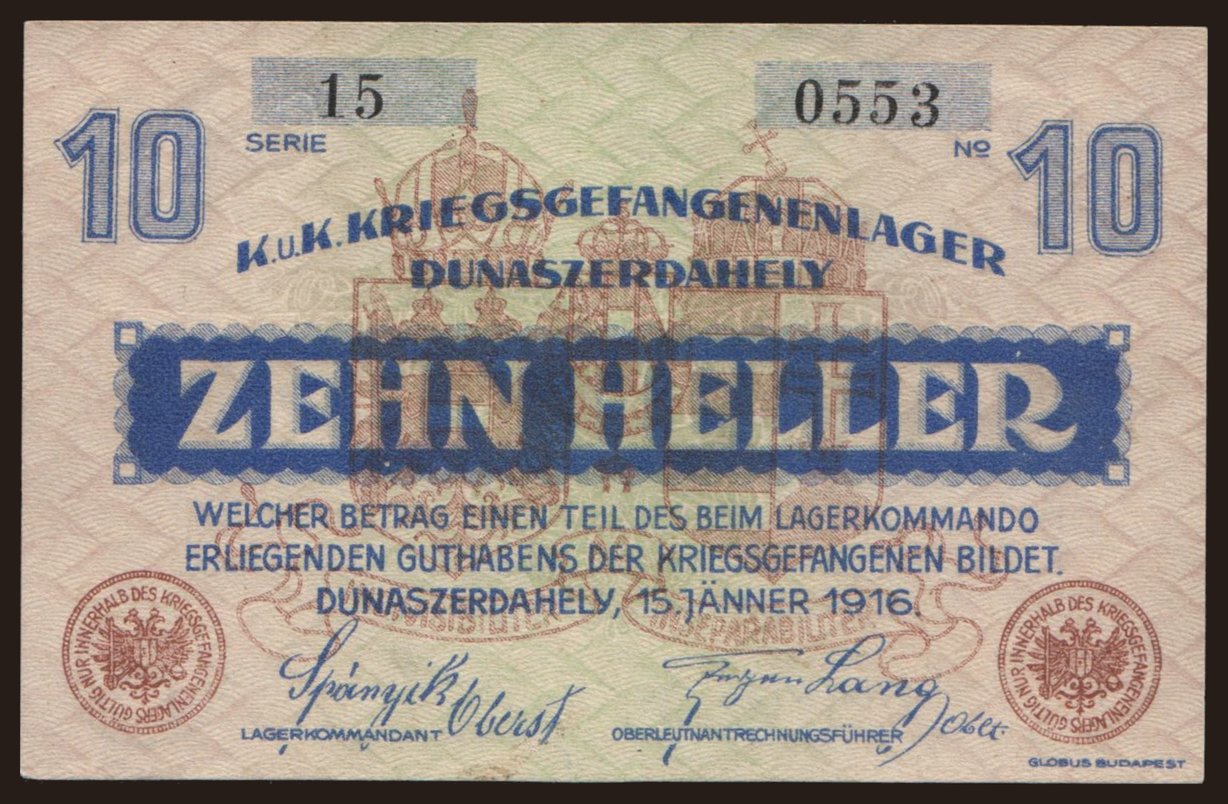 15
SERIE
0553
Nº
10
10
K.u.K. KRIEGSGEFANGENENLAGER
DUNASZERDAHELY
ZEHN HELLER
WELCHER BETRAG EINEN TEIL DES BEIM LAGERKOMMANDO
ERLIEGENDEN GUTHABENS DER KRIEGSGEFANGENEN BILDET.
DUNASZERDAHELY, 15. JÄNNER 1916.
INSEPARABILITER
GÜLTIG NUR INNERHALB DES KRIEGSGEFANGENENLAGERS
GÜLTIG NUR INNERHALB DES KRIEGSGEFANGENENLAGERS
Spányik Oberst
Lang Oblt.
LAGERKOMMANDANT
OBERLEUTNANTRECHNUNGSFÜHRER
GLOBUS BUDAPEST